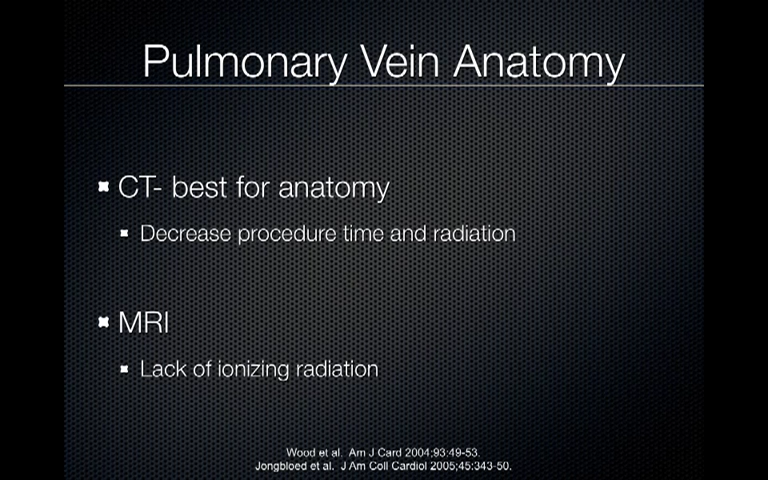 Pulmonary Vein Anatomy
CT- best for anatomy
Decrease procedure time and radiation
MRI
Lack of ionizing radiation
Wood et al. Am J Card 2004;93:49-53.
Jongbloed et al. J Am Coll Cardiol 2005;45:343-50.